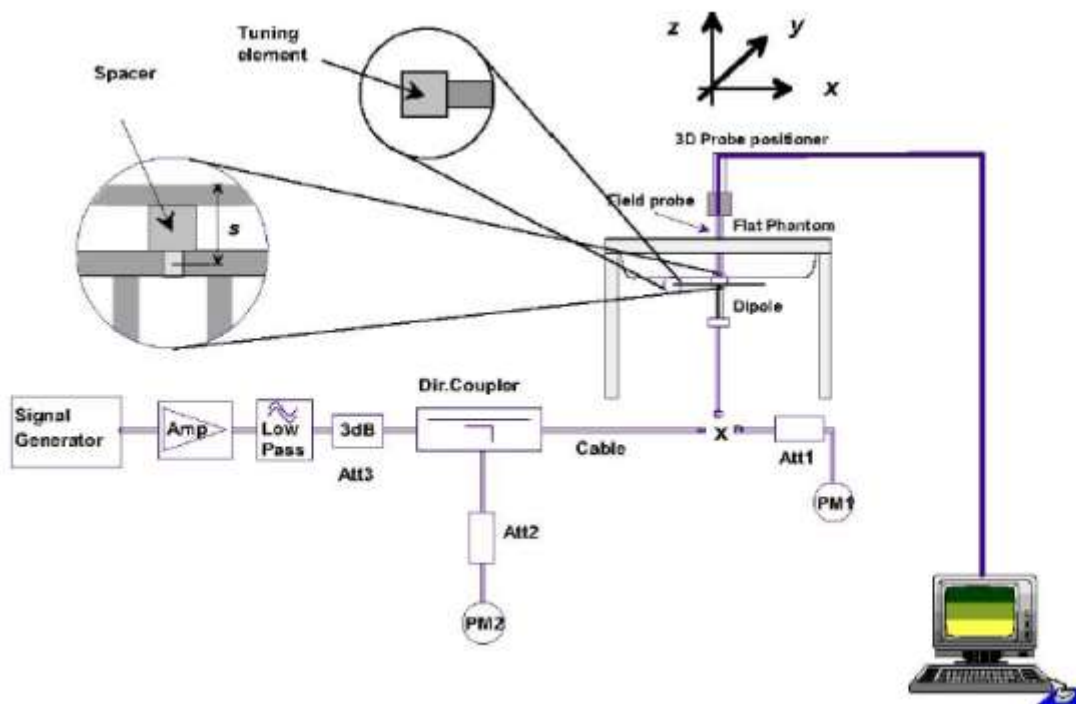 Tuning
element
Spacer
z
y
x
3D Probe positioner
Field probe
s
Flat Phantom
Dipole
Dir.Coupler
Signal
Generator
Amp
Low
Pass
3dB
Att3
Cable
x
Att1
PM1
Att2
PM2